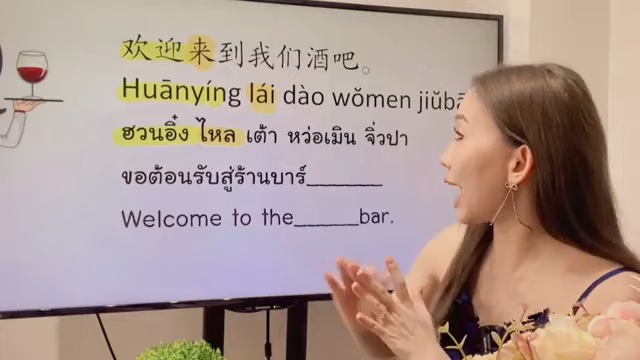 欢迎来到我们酒吧。
Huānyíng lái dào wǒmen jiǔbā
ฮวนอิ๋ง ไหล เต้า หว่อเมิน จิ่วปา
ขอต้อนรับสู่ร้านบาร์_______
Welcome to the______bar.